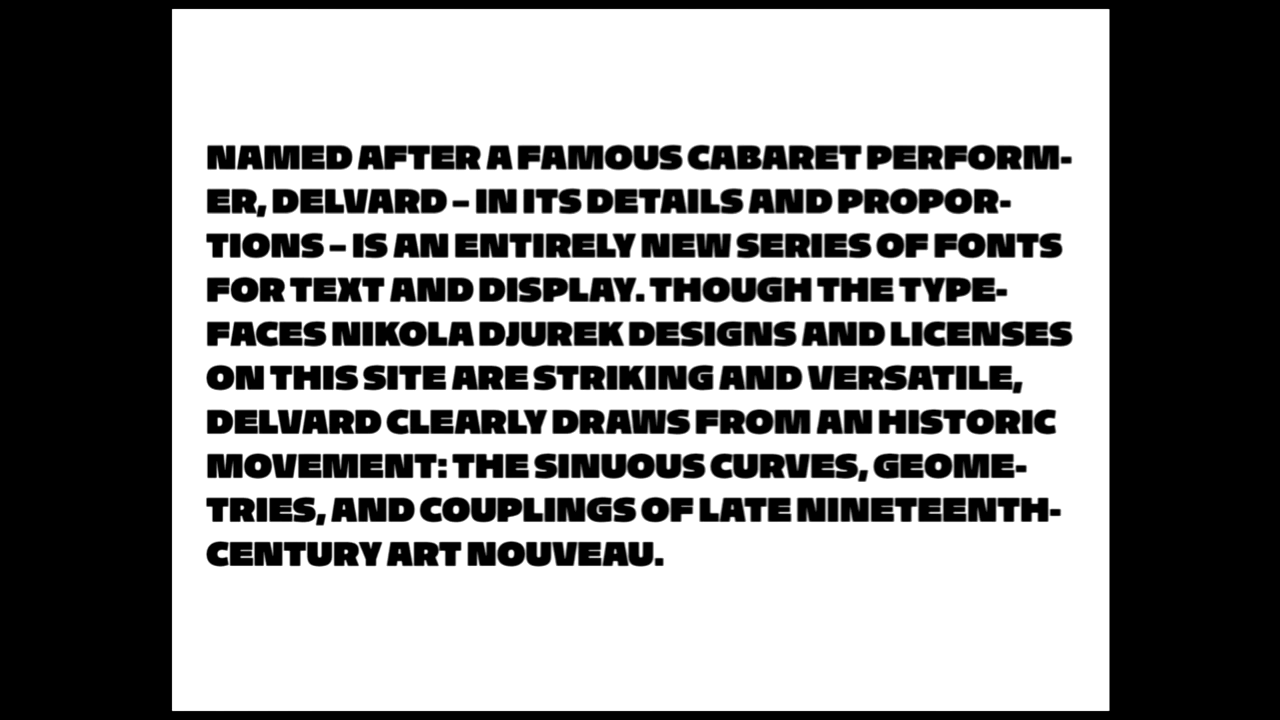 NAMED AFTER A FAMOUS CABARET PERFORM-
ER, DELVARD – IN ITS DETAILS AND PROPOR-
TIONS – IS AN ENTIRELY NEW SERIES OF FONTS
FOR TEXT AND DISPLAY. THOUGH THE TYPE-
FACES NIKOLA DJUREK DESIGNS AND LICENSES
ON THIS SITE ARE STRIKING AND VERSATILE,
DELVARD CLEARLY DRAWS FROM AN HISTORIC
MOVEMENT: THE SINUOUS CURVES, GEOME-
TRIES, AND COUPLINGS OF LATE NINETEENTH-
CENTURY ART NOUVEAU.